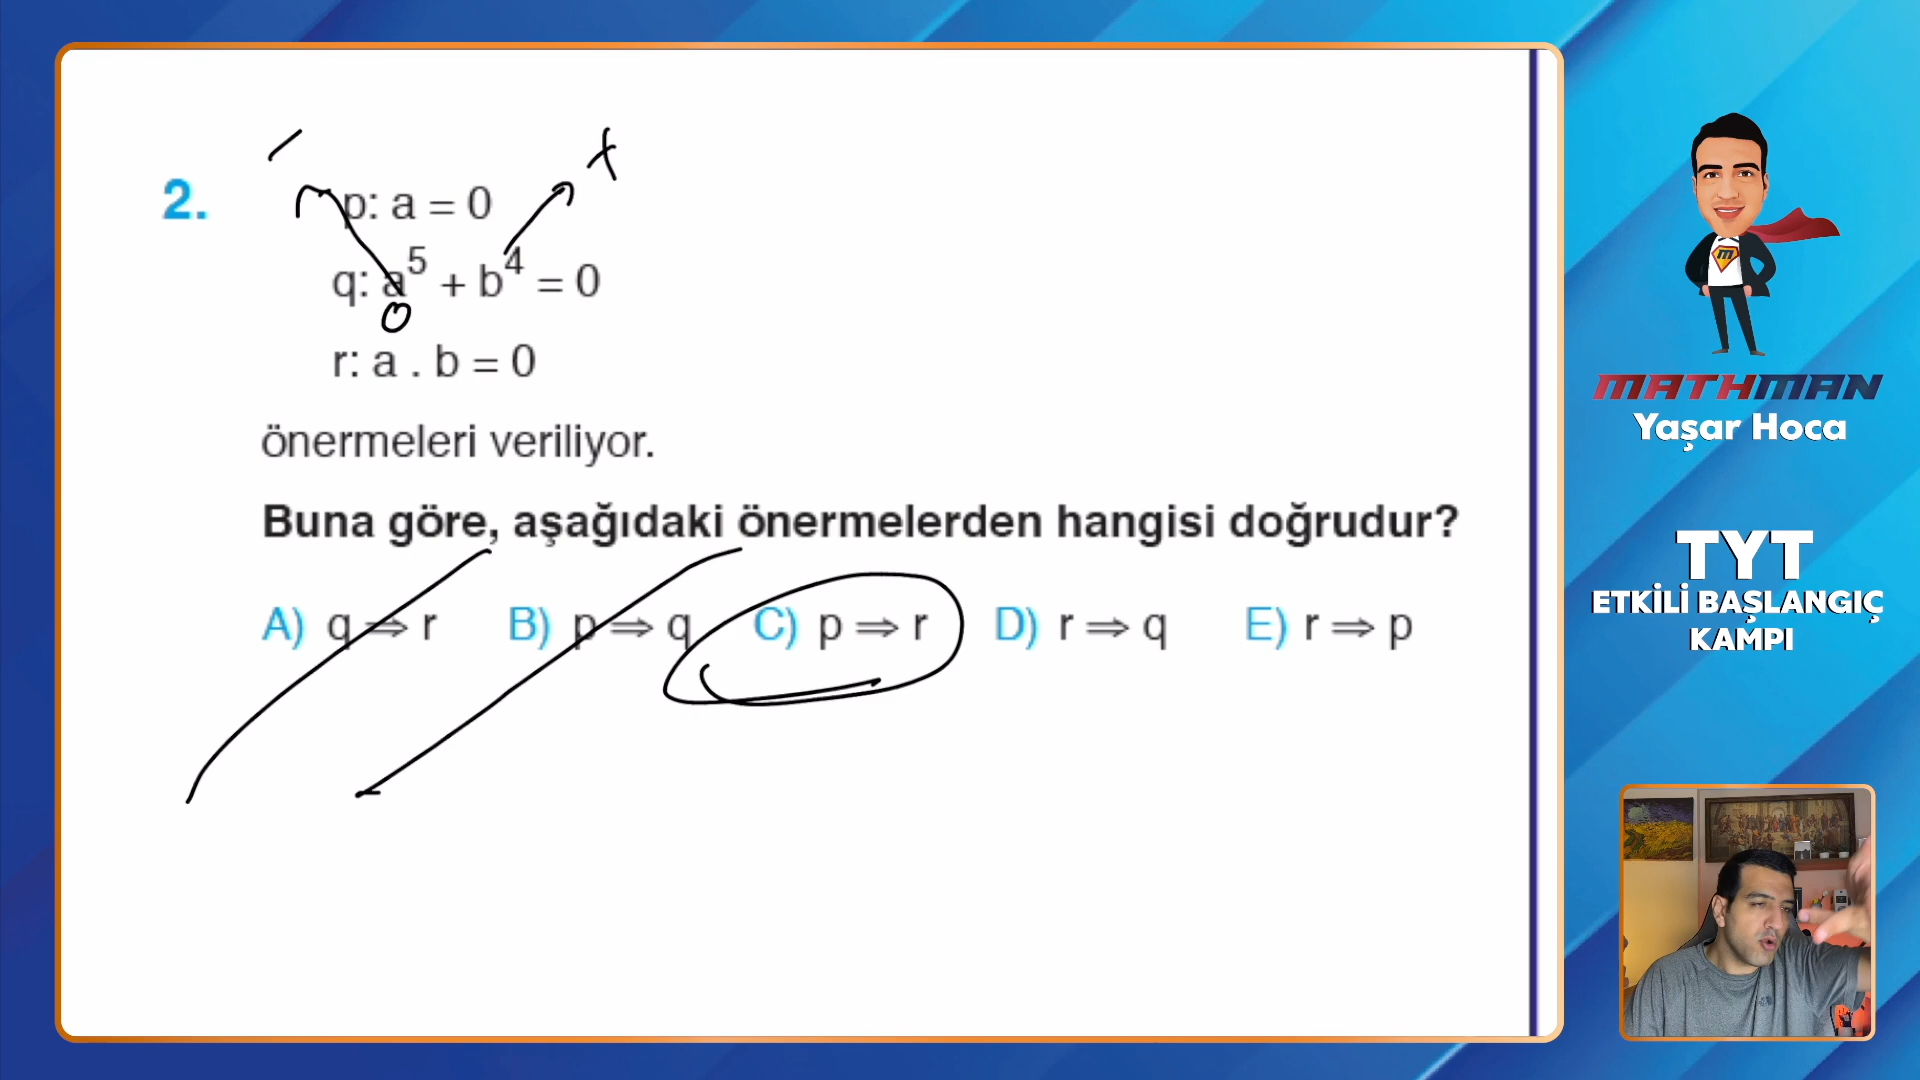 2.
p: a = 0
q: a⁵ + b⁴ = 0
0
r: a . b = 0
önermeleri veriliyor.
Buna göre, aşağıdaki önermelerden hangisi doğrudur?
A) q ⇒ r B) p ⇒ q C) p ⇒ r D) r ⇒ q E) r ⇒ p
m
MATHMAN
Yaşar Hoca
TYT
ETKİLİ BAŞLANGIÇ
KAMPI